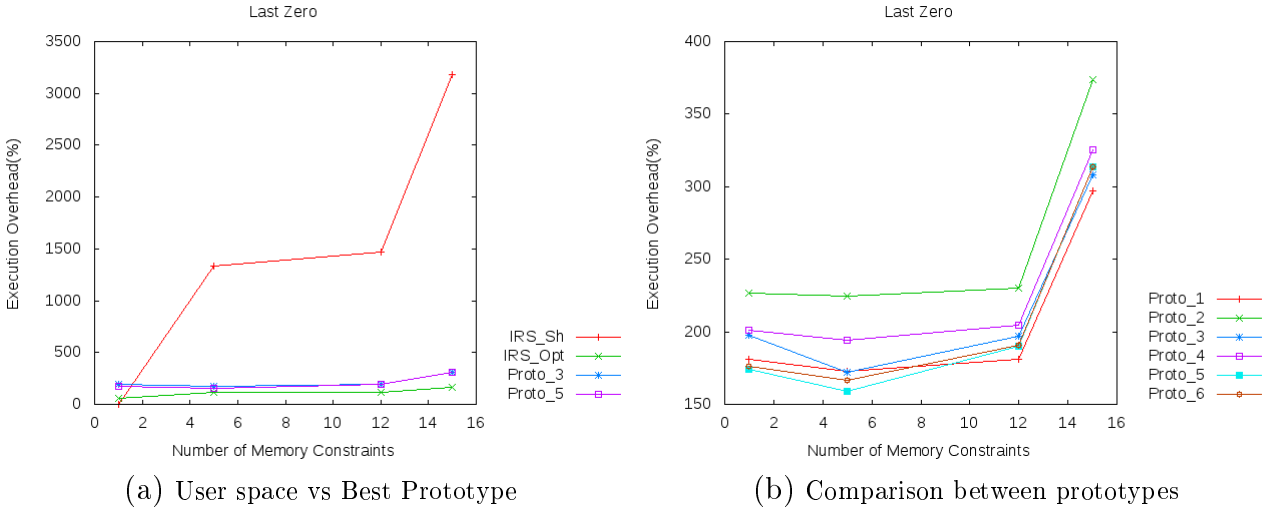 Last Zero
3500
3000
2500
2000
1500
1000
500
0
0 2 4 6 8 10 12 14 16
Execution Overhead(%)
Number of Memory Constraints
IRS_Sh
IRS_Opt
Proto_3
Proto_5
(a) User space vs Best Prototype
Last Zero
400
350
300
250
200
150
0 2 4 6 8 10 12 14 16
Execution Overhead(%)
Number of Memory Constraints
Proto_1
Proto_2
Proto_3
Proto_4
Proto_5
Proto_6
(b) Comparison between prototypes